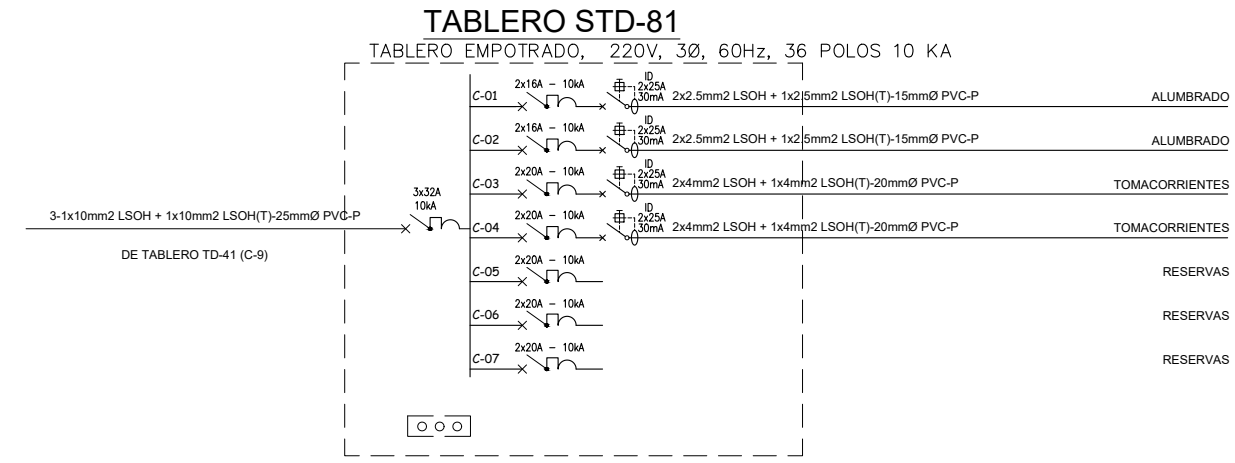 TABLERO STD-81
TABLERO EMPOTRADO, 220V, 3Ø, 60Hz, 36 POLOS 10 KA
C-01
2x16A - 10kA
ID
2x25A
30mA
2x2.5mm2 LSOH + 1x2.5mm2 LSOH(T)-15mmØ PVC-P
ALUMBRADO
C-02
2x16A - 10kA
ID
2x25A
30mA
2x2.5mm2 LSOH + 1x2.5mm2 LSOH(T)-15mmØ PVC-P
ALUMBRADO
C-03
2x20A - 10kA
ID
2x25A
30mA
2x4mm2 LSOH + 1x4mm2 LSOH(T)-20mmØ PVC-P
TOMACORRIENTES
3x32A
10kA
3-1x10mm2 LSOH + 1x10mm2 LSOH(T)-25mmØ PVC-P
DE TABLERO TD-41 (C-9)
C-04
2x20A - 10kA
ID
2x25A
30mA
2x4mm2 LSOH + 1x4mm2 LSOH(T)-20mmØ PVC-P
TOMACORRIENTES
C-05
2x20A - 10kA
RESERVAS
C-06
2x20A - 10kA
RESERVAS
C-07
2x20A - 10kA
RESERVAS